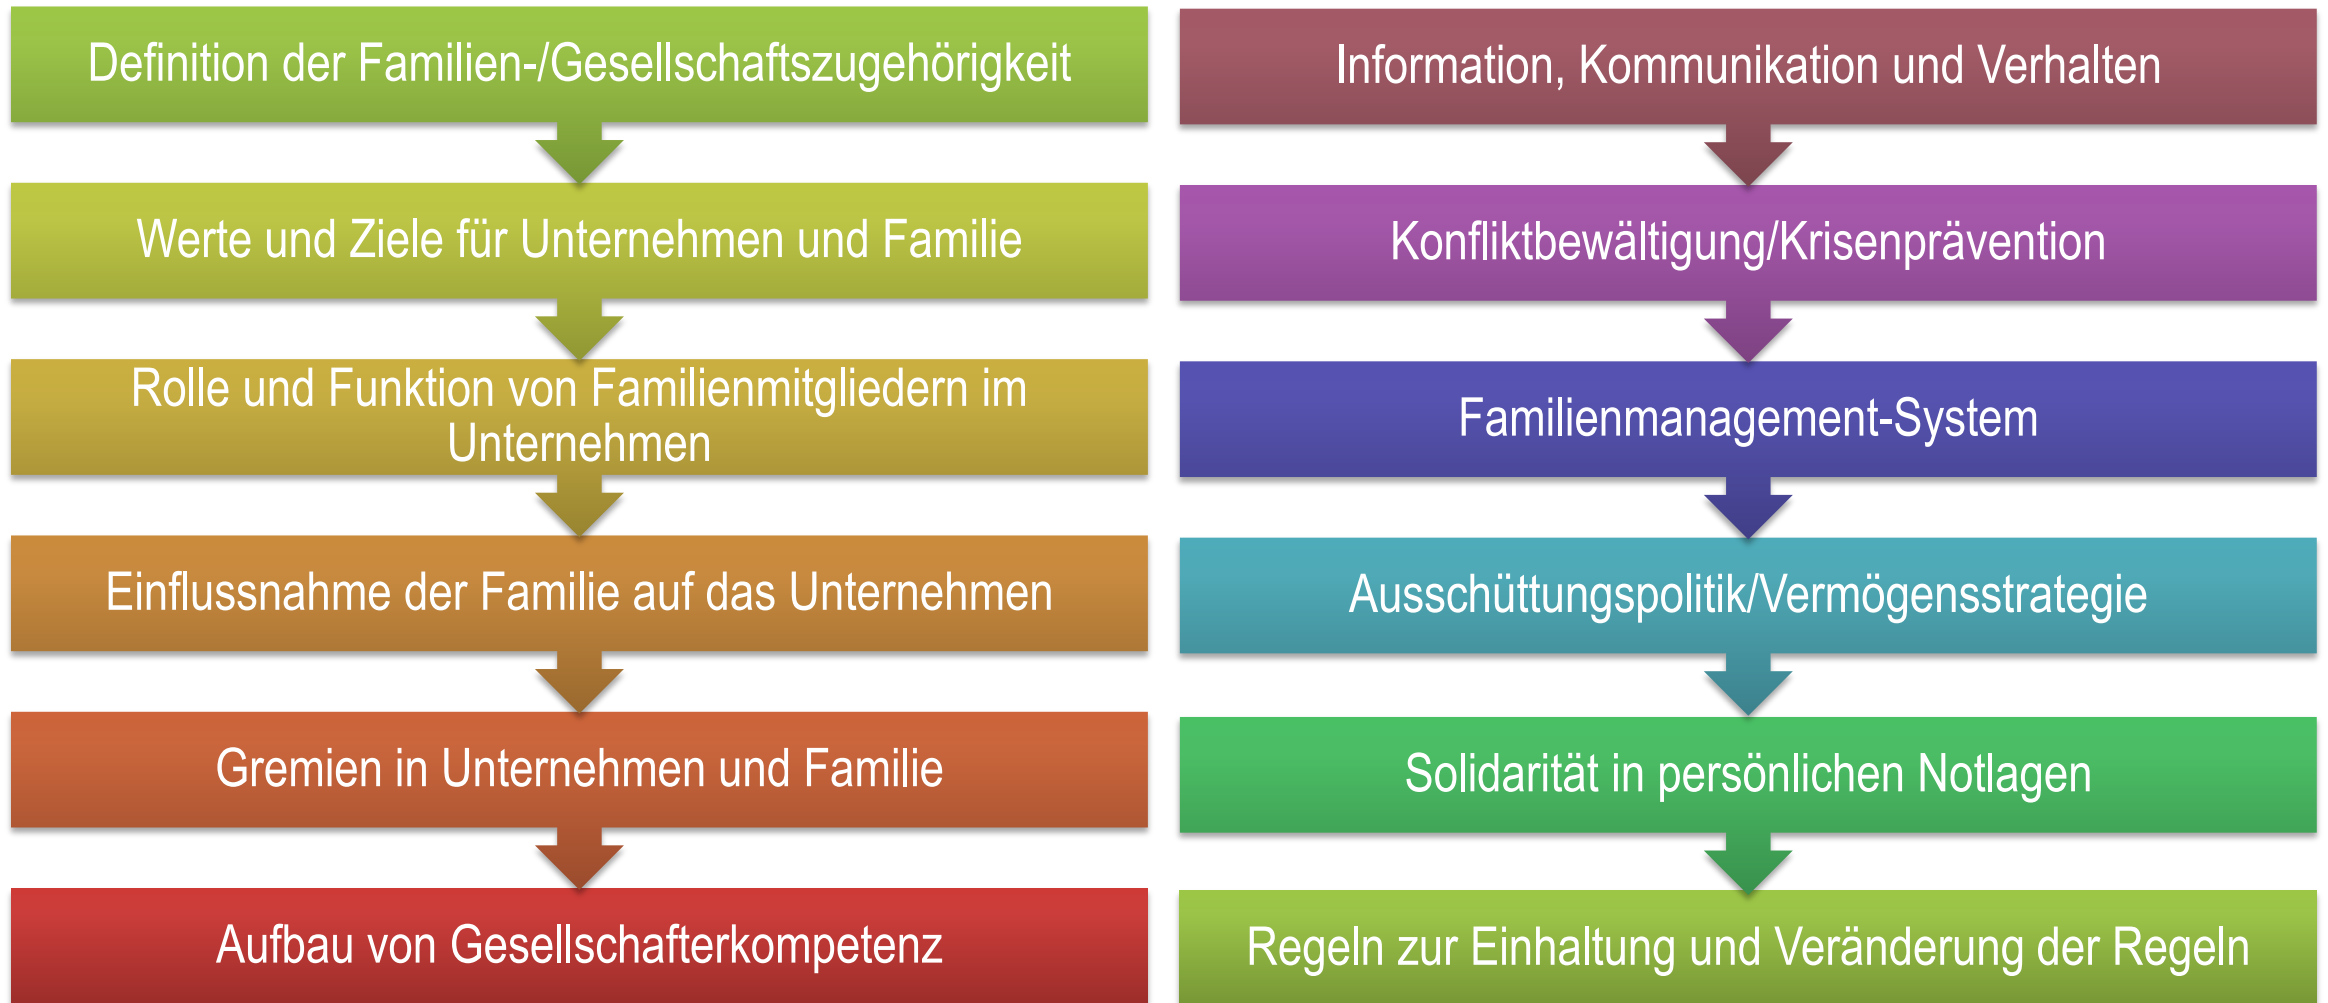 Definition der Familien-/Gesellschaftszugehörigkeit
Werte und Ziele für Unternehmen und Familie
Rolle und Funktion von Familienmitgliedern im
Unternehmen
Einflussnahme der Familie auf das Unternehmen
Gremien in Unternehmen und Familie
Aufbau von Gesellschafterkompetenz
Information, Kommunikation und Verhalten
Konfliktbewältigung/Krisenprävention
Familienmanagement-System
Ausschüttungspolitik/Vermögensstrategie
Solidarität in persönlichen Notlagen
Regeln zur Einhaltung und Veränderung der Regeln